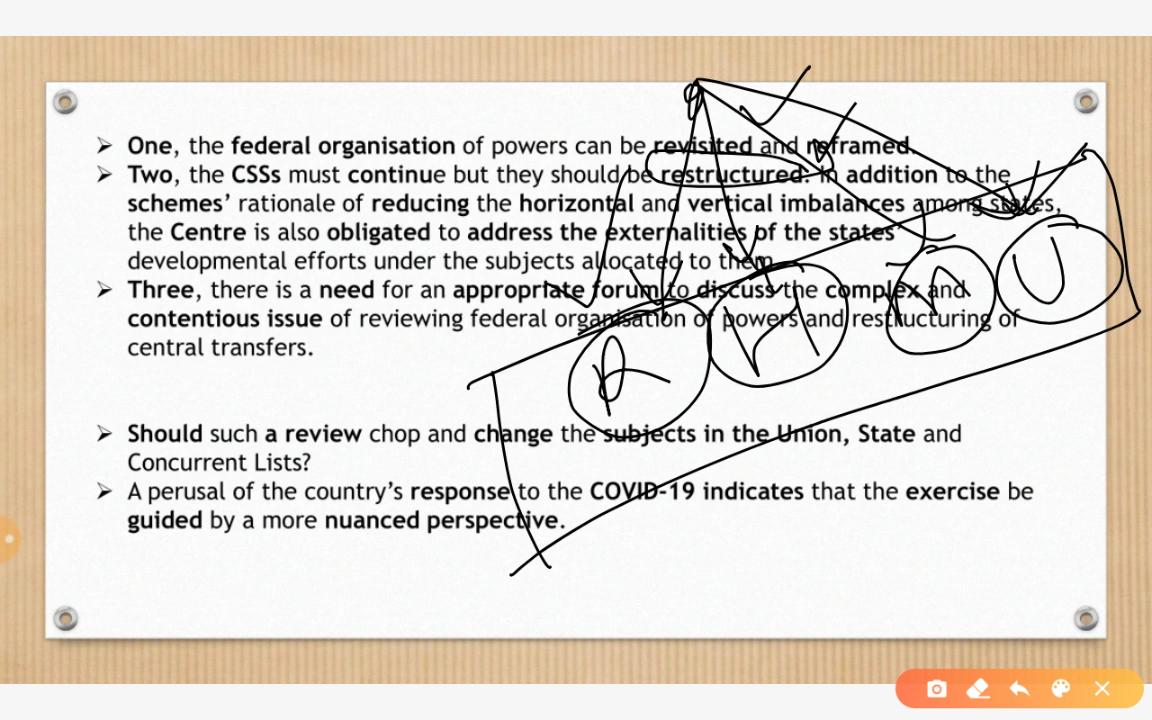 ➢ One, the federal organisation of powers can be revisited and reframed.
➢ Two, the CSSs must continue but they should be restructured. In addition to the
schemes’ rationale of reducing the horizontal and vertical imbalances among states,
the Centre is also obligated to address the externalities of the states’
developmental efforts under the subjects allocated to them.
➢ Three, there is a need for an appropriate forum to discuss the complex and
contentious issue of reviewing federal organisation of powers and restructuring of
central transfers.
➢ Should such a review chop and change the subjects in the Union, State and
Concurrent Lists?
➢ A perusal of the country’s response to the COVID-19 indicates that the exercise be
guided by a more nuanced perspective.